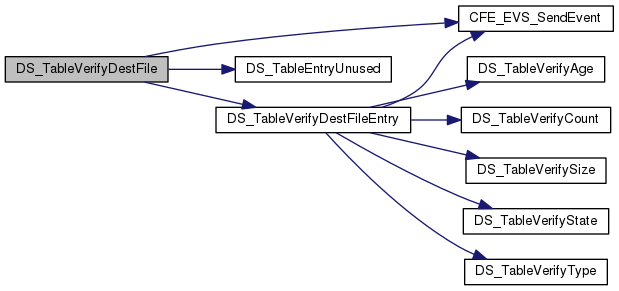 DS_TableVerifyDestFile
CFE_EVS_SendEvent
DS_TableEntryUnused
DS_TableVerifyDestFileEntry
DS_TableVerifyAge
DS_TableVerifyCount
DS_TableVerifySize
DS_TableVerifyState
DS_TableVerifyType